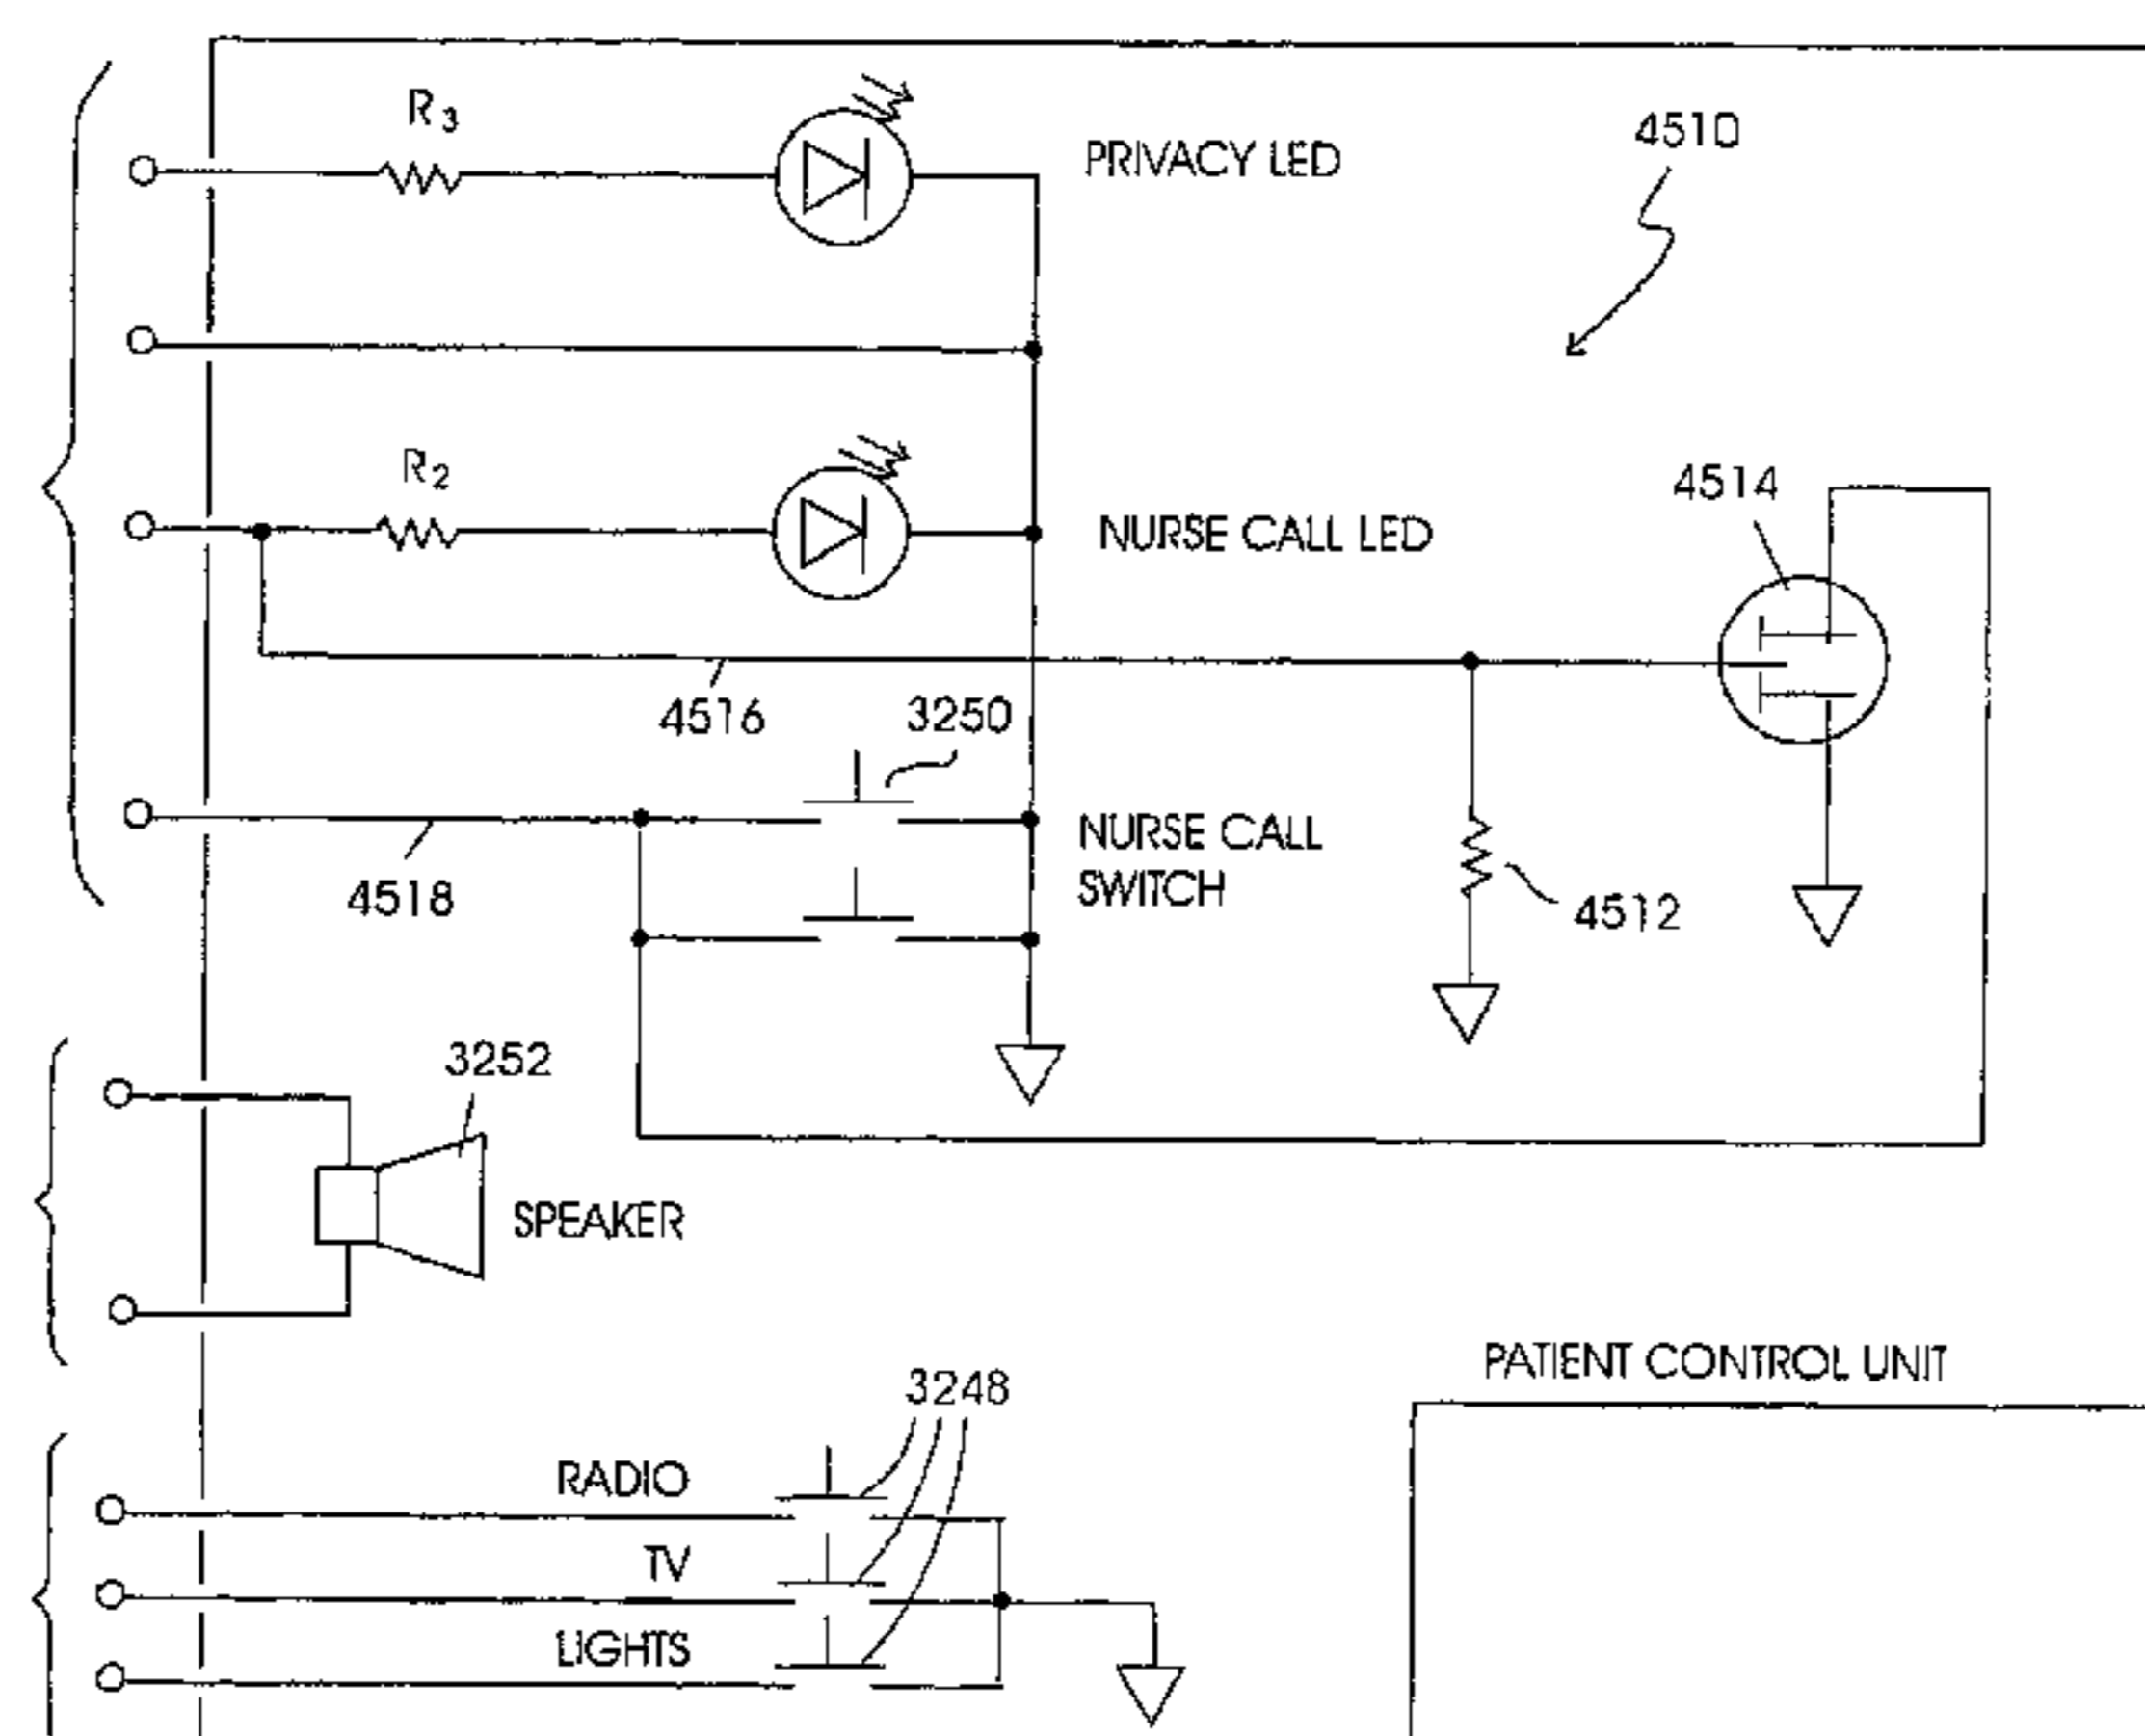 R3
PRIVACY LED
4510
R2
NURSE CALL LED
4514
4516
3250
NURSE CALL
SWITCH
4518
4512
3252
SPEAKER
PATIENT CONTROL UNIT
3248
RADIO
TV
LIGHTS